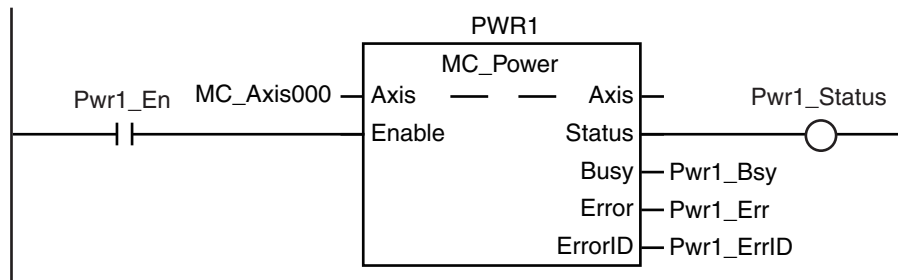 PWR1
MC_Power
Pwr1_En
MC_Axis000
Axis
Axis
Pwr1_Status
Enable
Status
Busy
Pwr1_Bsy
Error
Pwr1_Err
ErrorID
Pwr1_ErrID